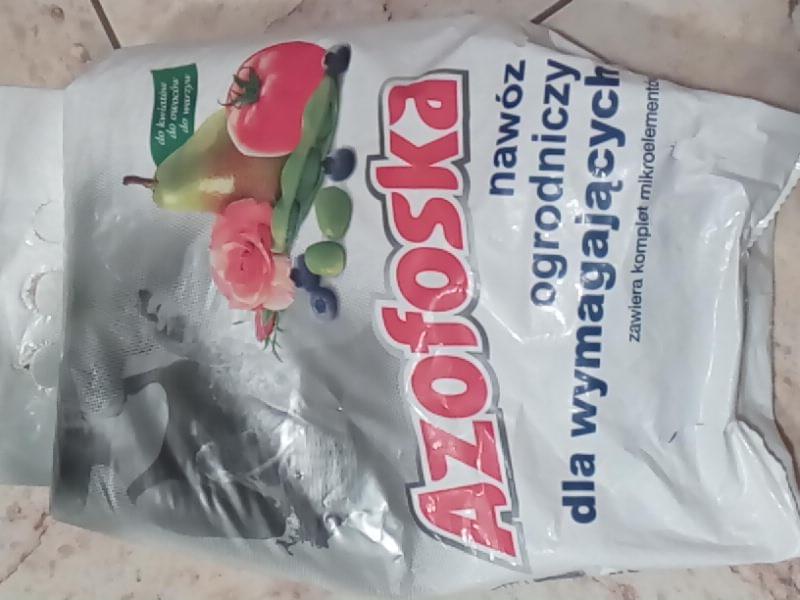 do kwiatów
do owoców
do warzyw
Azofoska
nawóz
ogrodniczy
dla wymagających
zawiera komplet mikroelementów